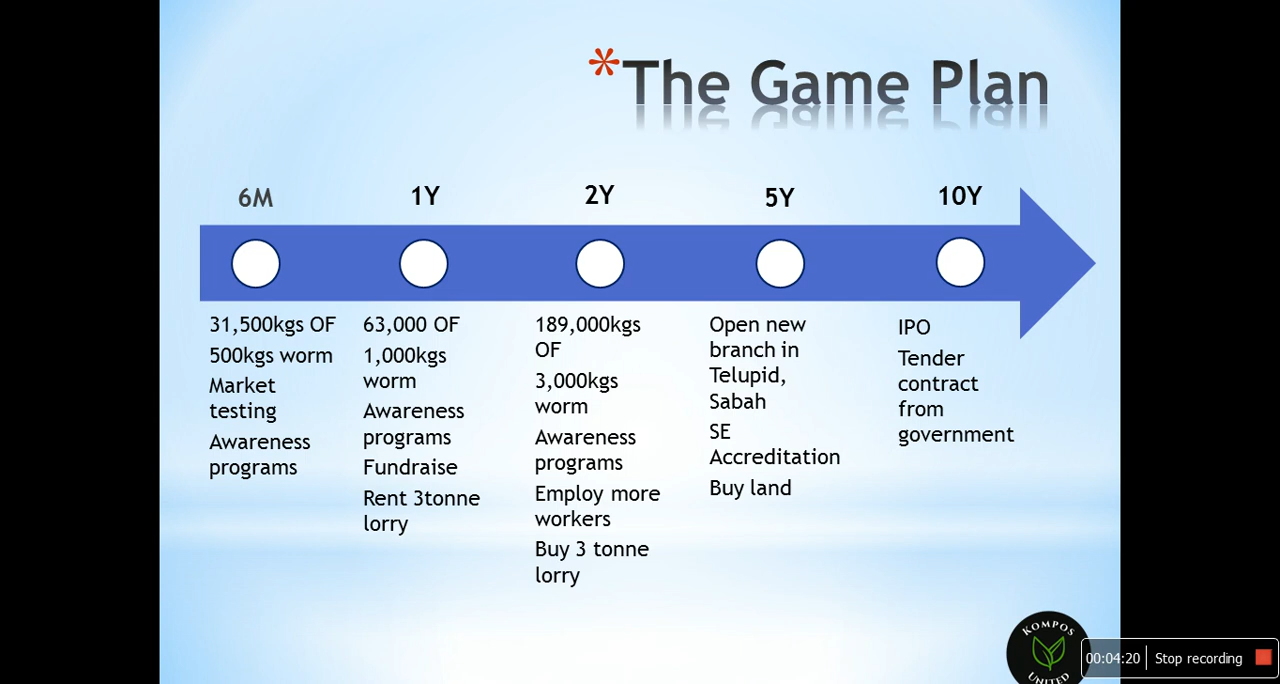 *The Game Plan
6M
1Y
2Y
5Y
10Y
31,500kgs OF
500kgs worm
Market
testing
Awareness
programs
63,000 OF
1,000kgs
worm
Awareness
programs
Fundraise
Rent 3tonne
lorry
189,000kgs
OF
3,000kgs
worm
Awareness
programs
Employ more
workers
Buy 3 tonne
lorry
Open new
branch in
Telupid,
Sabah
SE
Accreditation
Buy land
IPO
Tender
contract
from
government
KOMPOS
UNITED
00:04:20
Stop recording